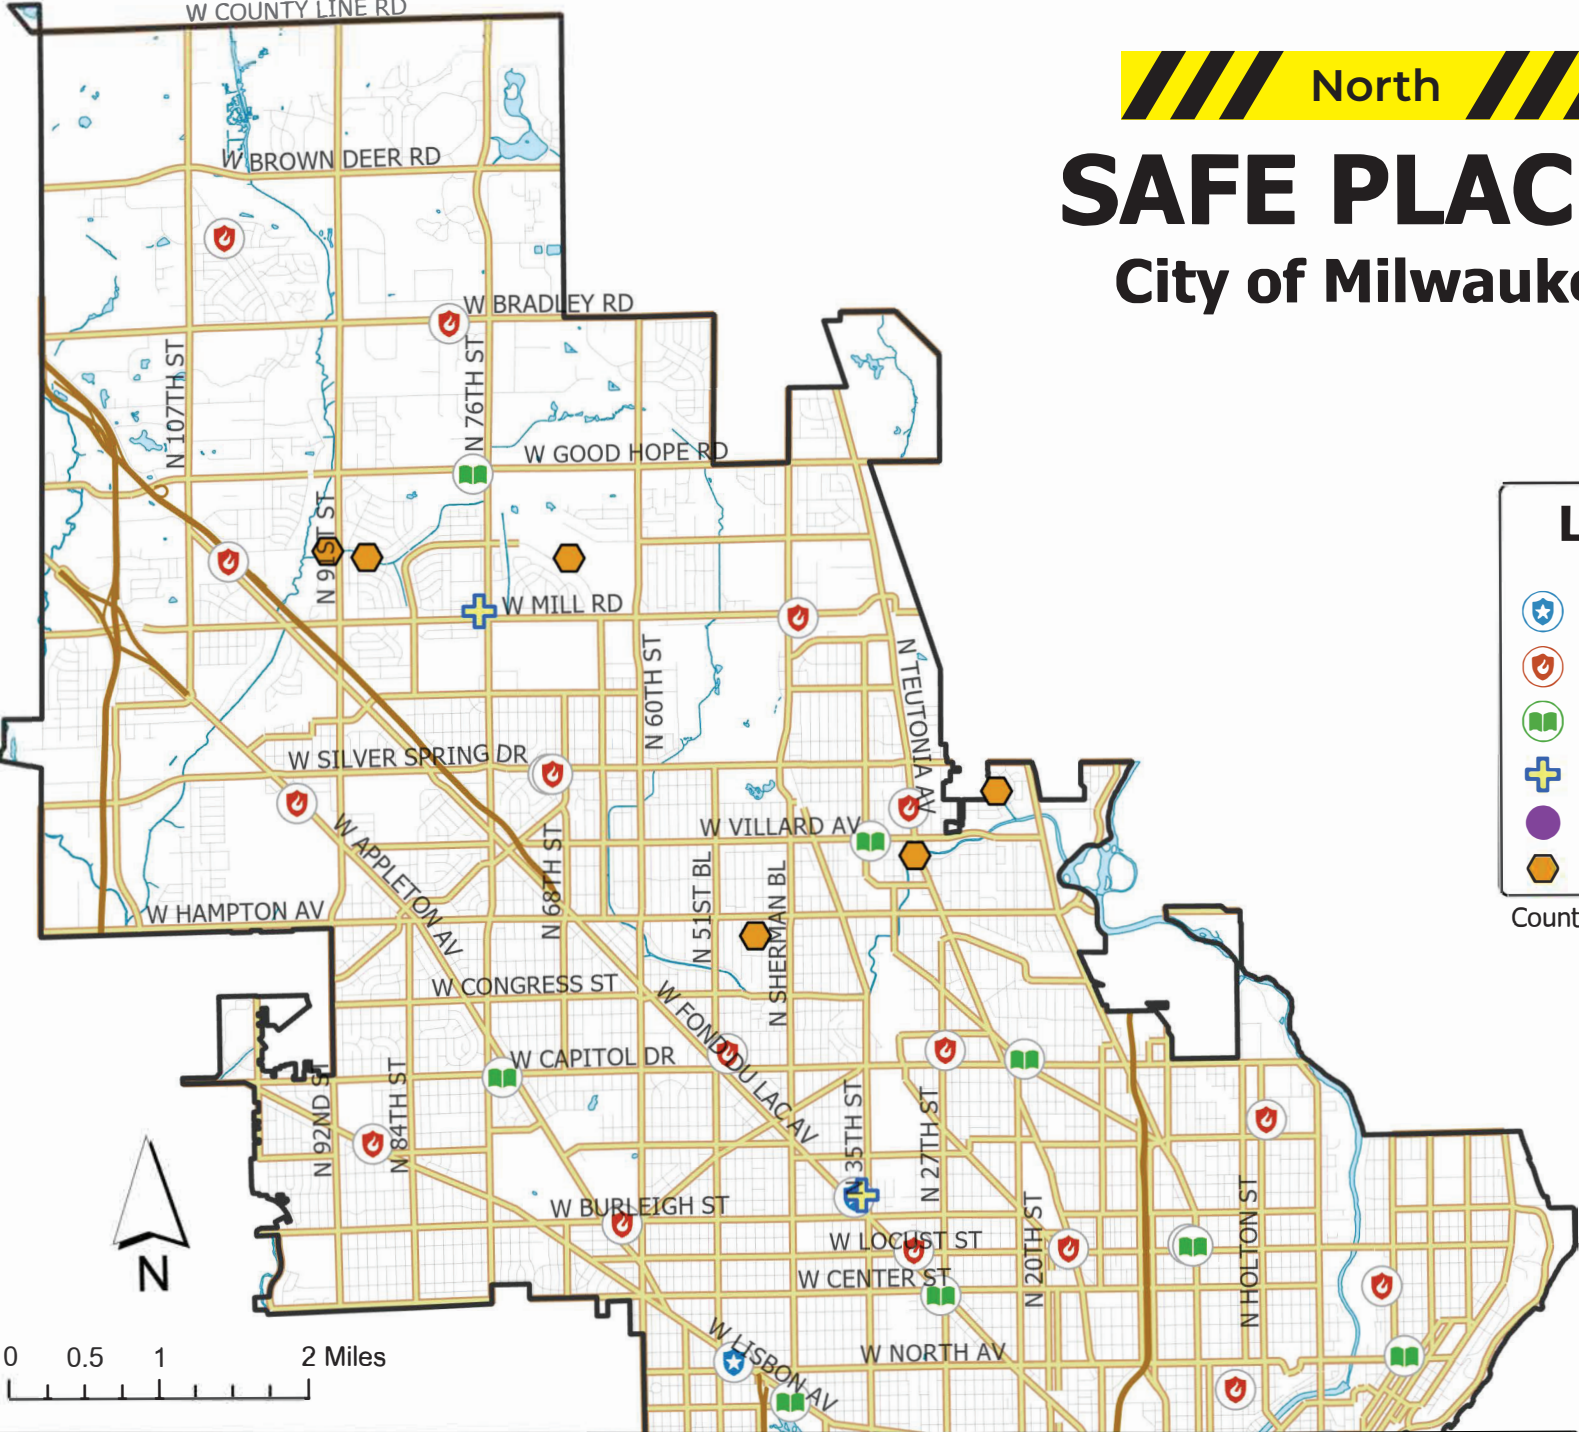 W COUNTY LINE RD
North
SAFE PLAC
City of Milwauk
W BROWN DEER RD
W BRADLEY RD
N 107TH ST
N 76TH ST
W GOOD HOPE RD
N 91ST ST
L
W MILL RD
N 60TH ST
N TEUTONIA AV
W SILVER SPRING DR
W APPLETON AV
W VILLARD AV
N 68TH ST
N 51ST BL
N SHERMAN BL
W HAMPTON AV
Count
W CONGRESS ST
W FOND DU LAC AV
W CAPITOL DR
N 92ND ST
N 84TH ST
N 35TH ST
N 27TH ST
W BURLEIGH ST
N 20TH ST
N HOLTON ST
W LOCUST ST
W CENTER ST
N
W LISBON AV
W NORTH AV
0 0.5 1 2 Miles